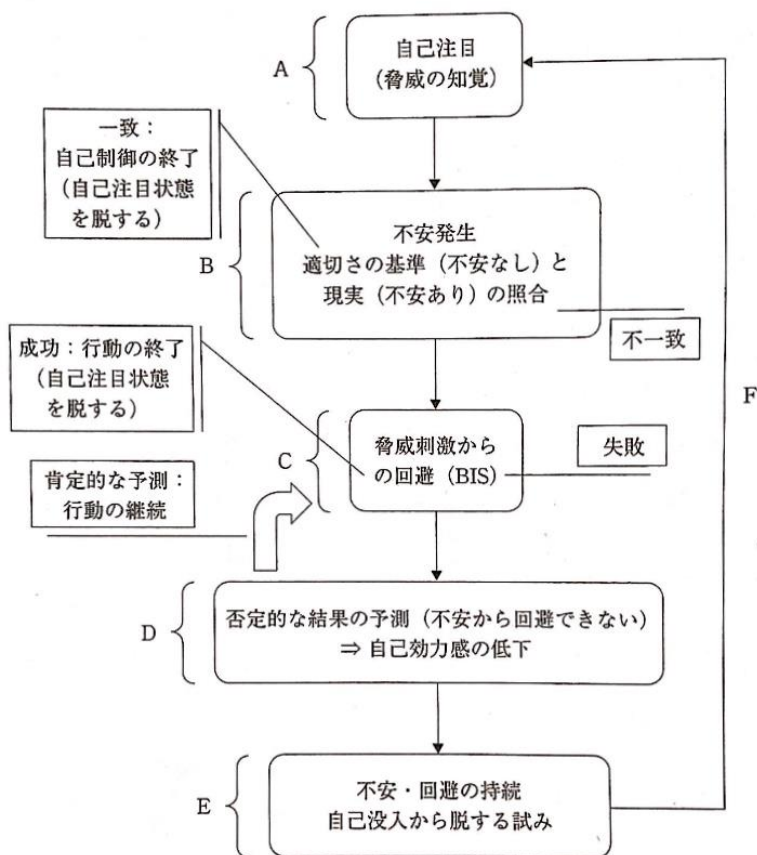 A
自己注目
(脅威の知覚)
一致：
自己制御の終了
(自己注目状態
を脱する)
B
不安発生
適切さの基準（不安なし）と
現実（不安あり）の照合
不一致
成功：行動の終了
(自己注目状態
を脱する)
F
C
脅威刺激から
の回避（BIS）
失敗
肯定的な予測：
行動の継続
D
否定的な結果の予測（不安から回避できない）
⇒ 自己効力感の低下
E
不安・回避の持続
自己没入から脱する試み